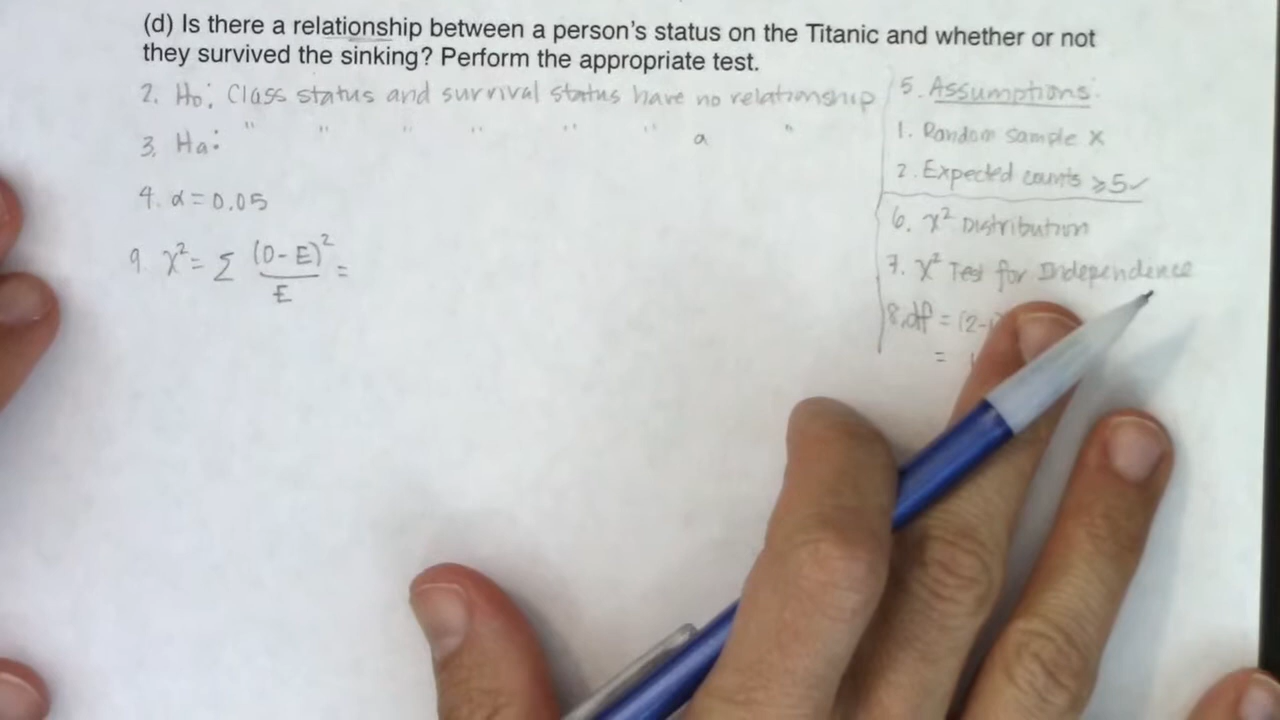 (d) Is there a relationship between a person's status on the Titanic and whether or not
they survived the sinking? Perform the appropriate test.
2. Ho: Class status and survival status have no relationship
3. Ha: " " " " " " a "
4. α = 0.05
9. χ² = Σ (O-E)²/E =
5. Assumptions:
1. Random sample x
2. Expected counts ≥5✓
6. χ² Distribution
7. χ² Test for Independence
8. df = (2-
=